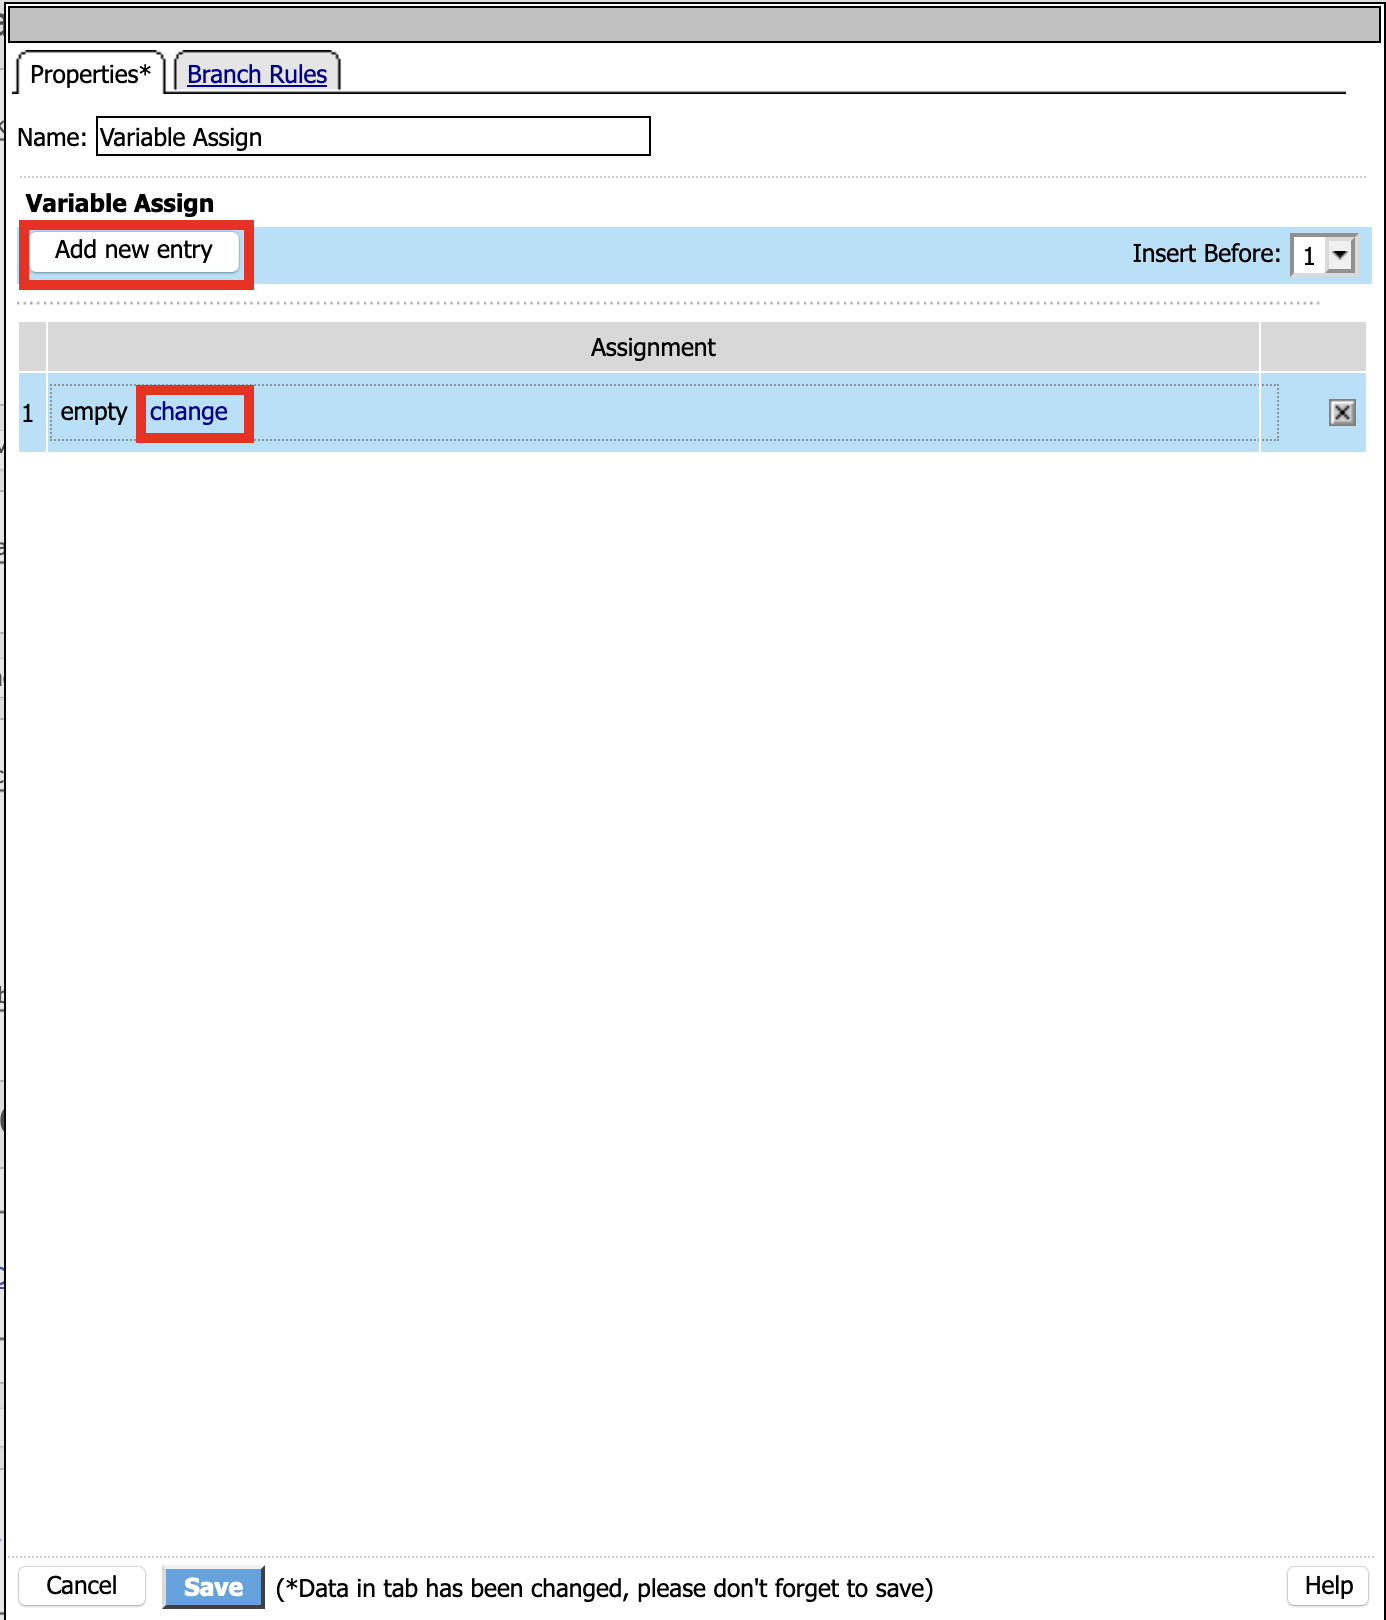 Properties* Branch Rules
Name: Variable Assign
Variable Assign
Add new entry Insert Before: 1
Assignment
1 empty change
Cancel Save (*Data in tab has been changed, please don't forget to save) Help